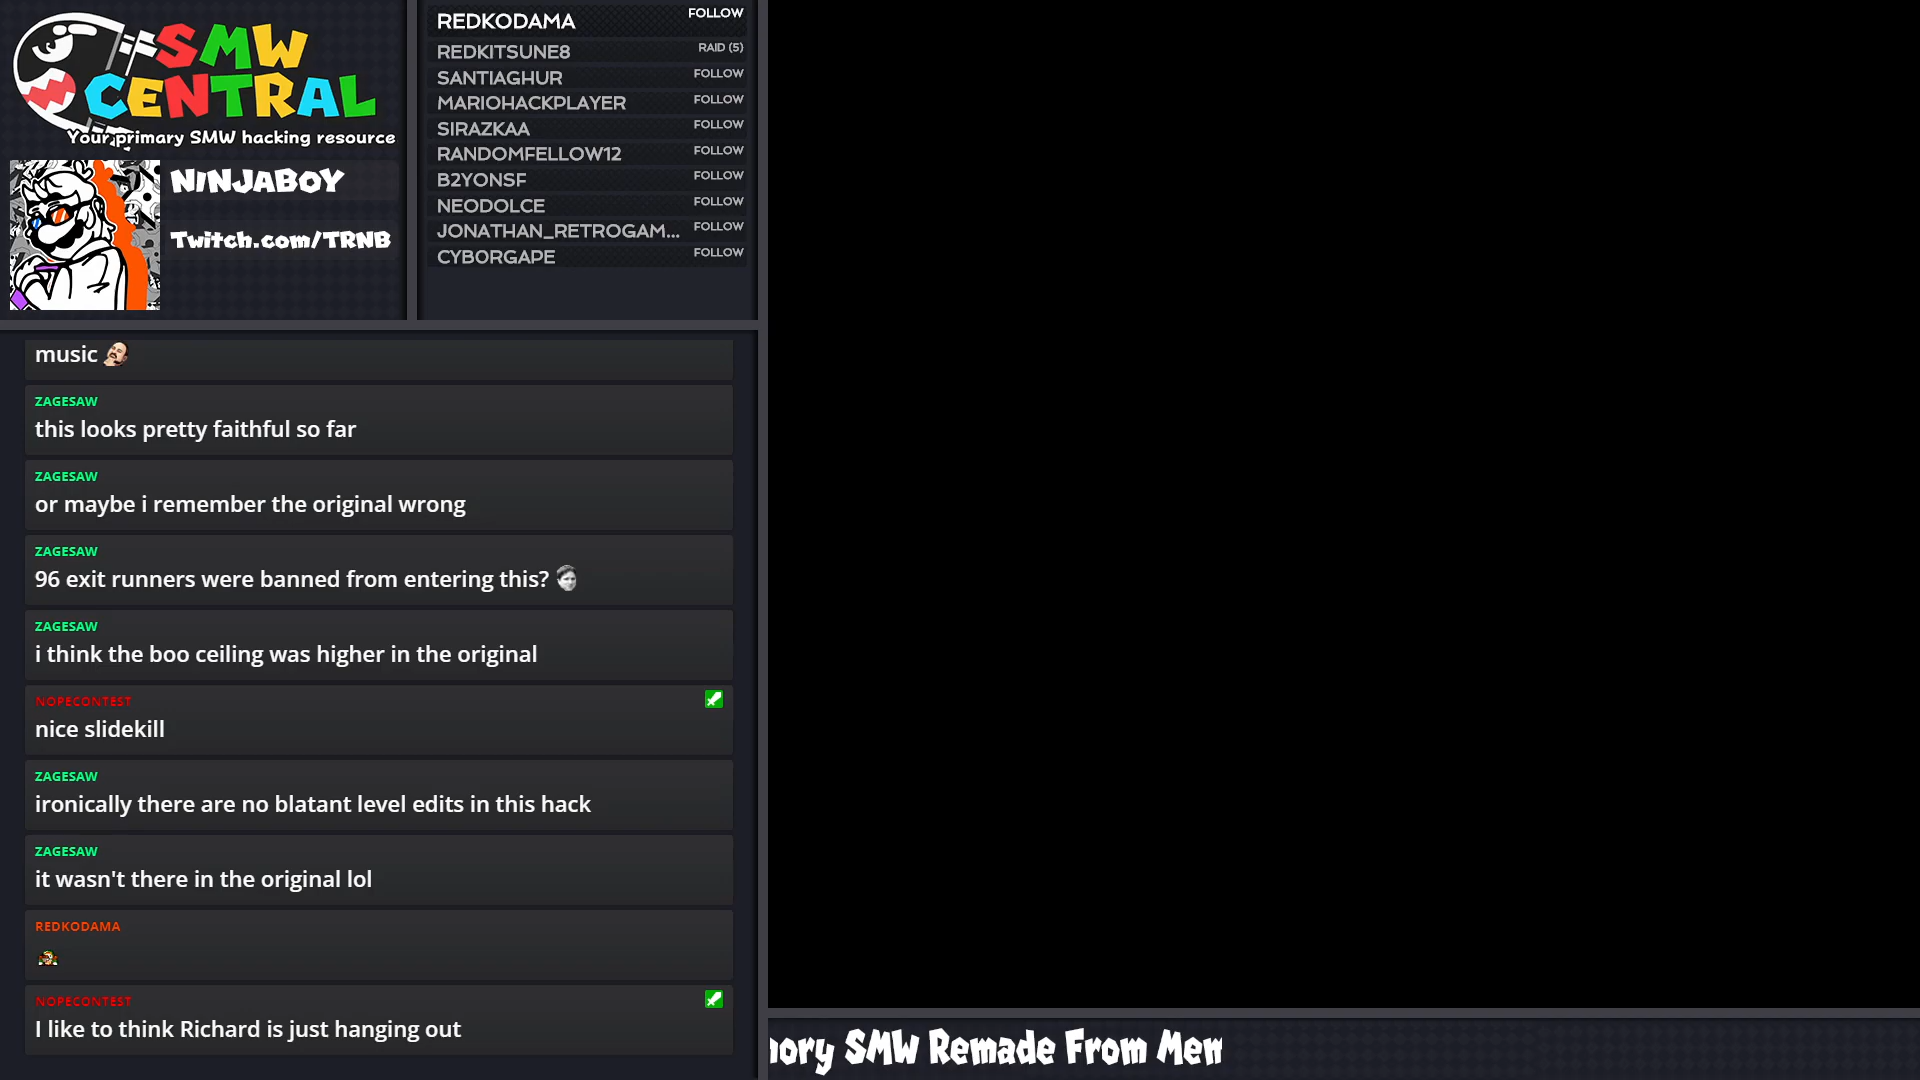 SMW
CENTRAL
Your primary SMW hacking resource
NINJABOY
Twitch.com/TRNB
REDKODAMA FOLLOW
REDKITSUNE8 RAID (5)
SANTIAGHUR FOLLOW
MARIOHACKPLAYER FOLLOW
SIRAZKAA FOLLOW
RANDOMFELLOW12 FOLLOW
B2YONSF FOLLOW
NEODOLCE FOLLOW
JONATHAN_RETROGAM... FOLLOW
CYBORGAPE FOLLOW
music
ZAGESAW
this looks pretty faithful so far
ZAGESAW
or maybe i remember the original wrong
ZAGESAW
96 exit runners were banned from entering this?
ZAGESAW
i think the boo ceiling was higher in the original
NOPECONTEST
nice slidekill
ZAGESAW
ironically there are no blatant level edits in this hack
ZAGESAW
it wasn't there in the original lol
REDKODAMA
NOPECONTEST
I like to think Richard is just hanging out
ory SMW Remade From Mem